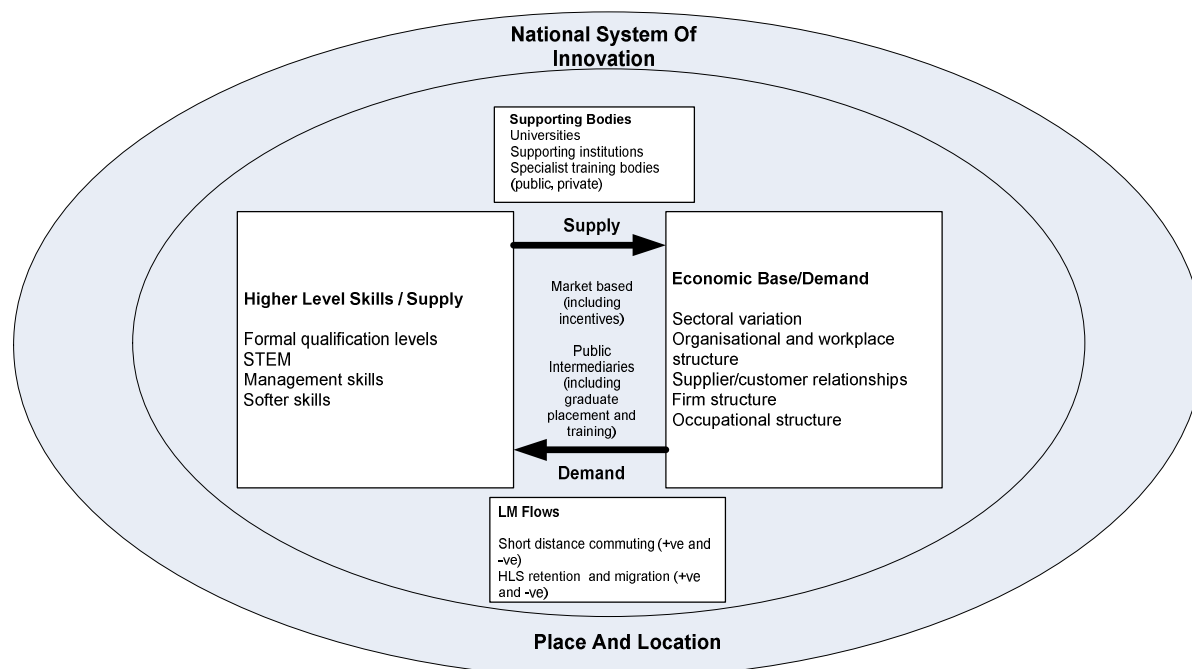 National System Of
Innovation
Supporting Bodies
Universities
Supporting institutions
Specialist training bodies
(public, private)
Supply
Higher Level Skills / Supply
Formal qualification levels
STEM
Management skills
Softer skills
Market based
(including
incentives)
Public
Intermediaries
(including
graduate
placement and
training)
Economic Base/Demand
Sectoral variation
Organisational and workplace
structure
Supplier/customer relationships
Firm structure
Occupational structure
Demand
LM Flows
Short distance commuting (+ve and
-ve)
HLS retention and migration (+ve
and -ve)
Place And Location